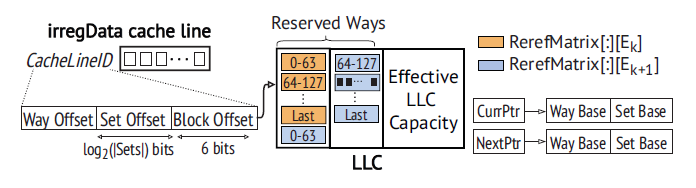 irregData cache line
CacheLineID
Way Offset Set Offset Block Offset
log2(|Sets|) bits 6 bits
Reserved Ways
0-63
64-127
Last
0-63
64-127
Last
Effective
LLC
Capacity
LLC
RerefMatrix[:][Ek]
RerefMatrix[:][Ek+1]
CurrPtr Way Base Set Base
NextPtr Way Base Set Base